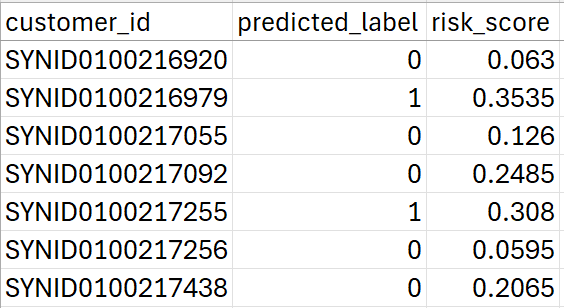 customer_id predicted_label risk_score
SYNID0100216920 0 0.063
SYNID0100216979 1 0.3535
SYNID0100217055 0 0.126
SYNID0100217092 0 0.2485
SYNID0100217255 1 0.308
SYNID0100217256 0 0.0595
SYNID0100217438 0 0.2065